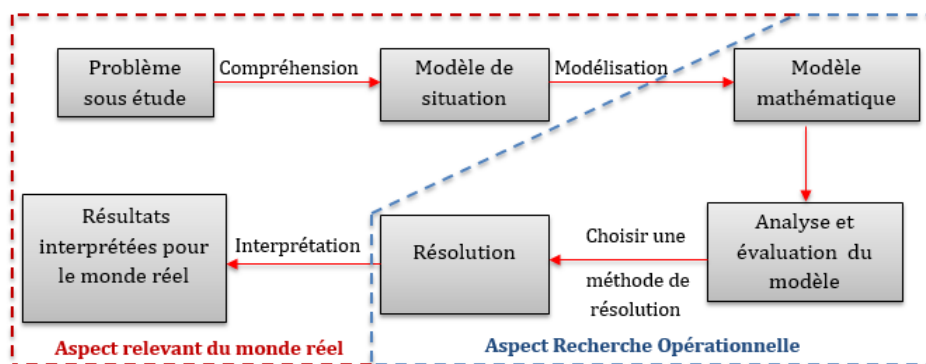 Problème
sous étude
Compréhension
Modèle de
situation
Modélisation
Modèle
mathématique
Analyse et
évaluation du
modèle
Choisir une
méthode de
résolution
Résolution
Interprétation
Résultats
interprétées pour
le monde réel
Aspect relevant du monde réel
Aspect Recherche Opérationnelle